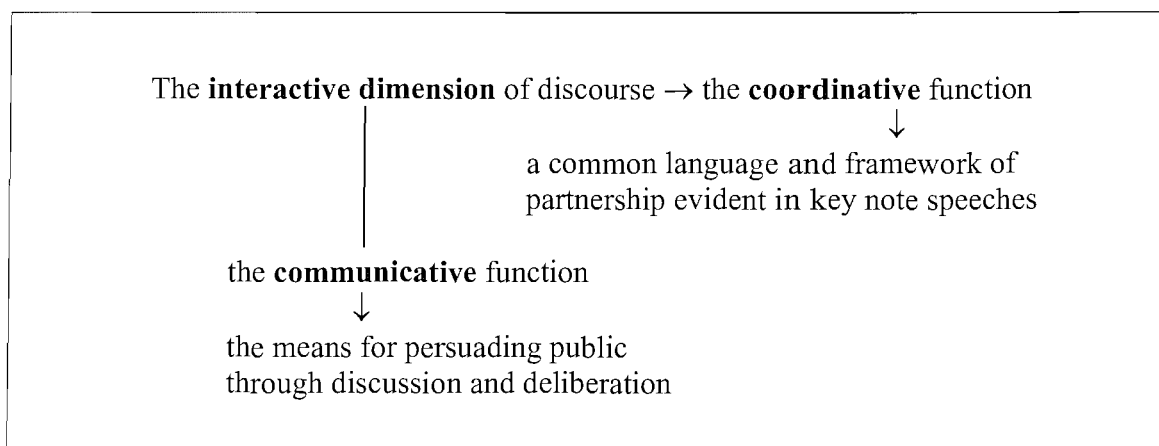 The interactive dimension of discourse → the coordinative function
↓
a common language and framework of
partnership evident in key note speeches
the communicative function
↓
the means for persuading public
through discussion and deliberation